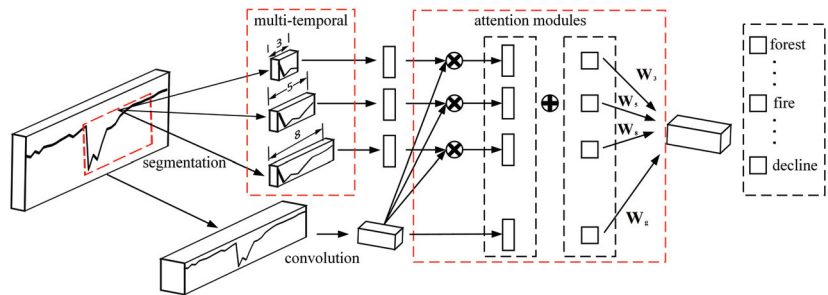 multi-temporal
attention modules
3
5
8
segmentation
convolution
W3
W5
W8
Wg
forest
fire
decline